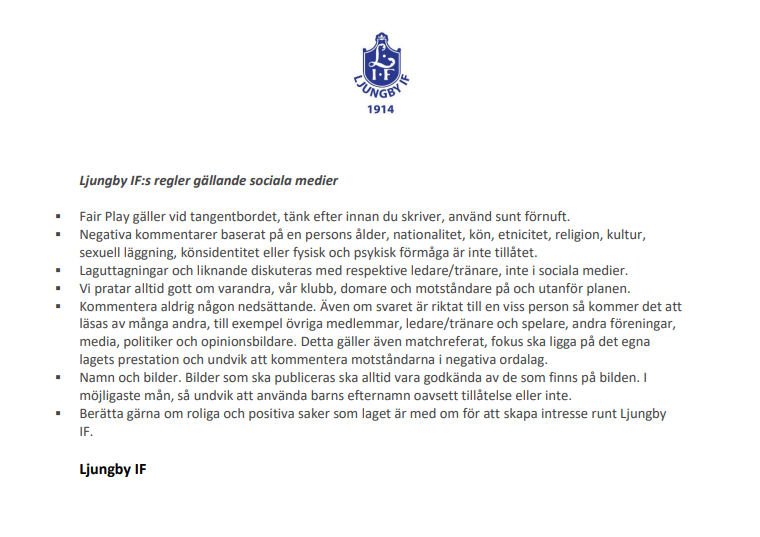 L
I·F
LJUNGBY IF
1914
Ljungby IF:s regler gällande sociala medier
▪ Fair Play gäller vid tangentbordet, tänk efter innan du skriver, använd sunt förnuft.
▪ Negativa kommentarer baserat på en persons ålder, nationalitet, kön, etnicitet, religion, kultur,
sexuell läggning, könsidentitet eller fysisk och psykisk förmåga är inte tillåtet.
▪ Laguttagningar och liknande diskuteras med respektive ledare/tränare, inte i sociala medier.
▪ Vi pratar alltid gott om varandra, vår klubb, domare och motståndare på och utanför planen.
▪ Kommentera aldrig någon nedsättande. Även om svaret är riktat till en viss person så kommer det att
läsas av många andra, till exempel övriga medlemmar, ledare/tränare och spelare, andra föreningar,
media, politiker och opinionsbildare. Detta gäller även matchreferat, fokus ska ligga på det egna
lagets prestation och undvik att kommentera motståndarna i negativa ordalag.
▪ Namn och bilder. Bilder som ska publiceras ska alltid vara godkända av de som finns på bilden. I
möjligaste mån, så undvik att använda barns efternamn oavsett tillåtelse eller inte.
▪ Berätta gärna om roliga och positiva saker som laget är med om för att skapa intresse runt Ljungby
IF.
Ljungby IF